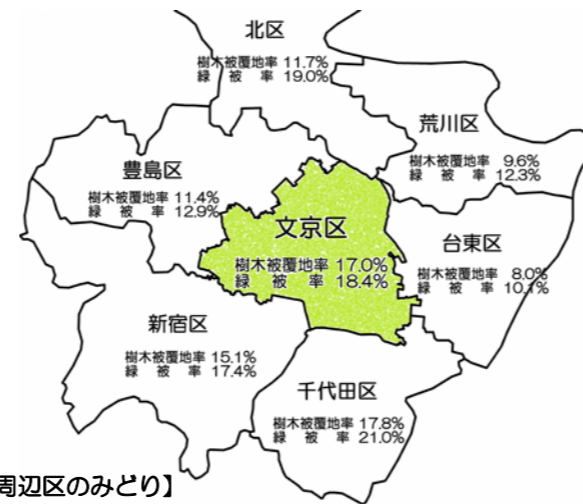 北区
樹木被覆地率 11.7%
緑被率 19.0%
荒川区
樹木被覆地率 9.6%
緑被率 12.3%
豊島区
樹木被覆地率 11.4%
緑被率 12.9%
文京区
樹木被覆地率 17.0%
緑被率 18.4%
台東区
樹木被覆地率 8.0%
緑被率 10.1%
新宿区
樹木被覆地率 15.1%
緑被率 17.4%
千代田区
樹木被覆地率 17.8%
緑被率 21.0%
周辺区のみどり】